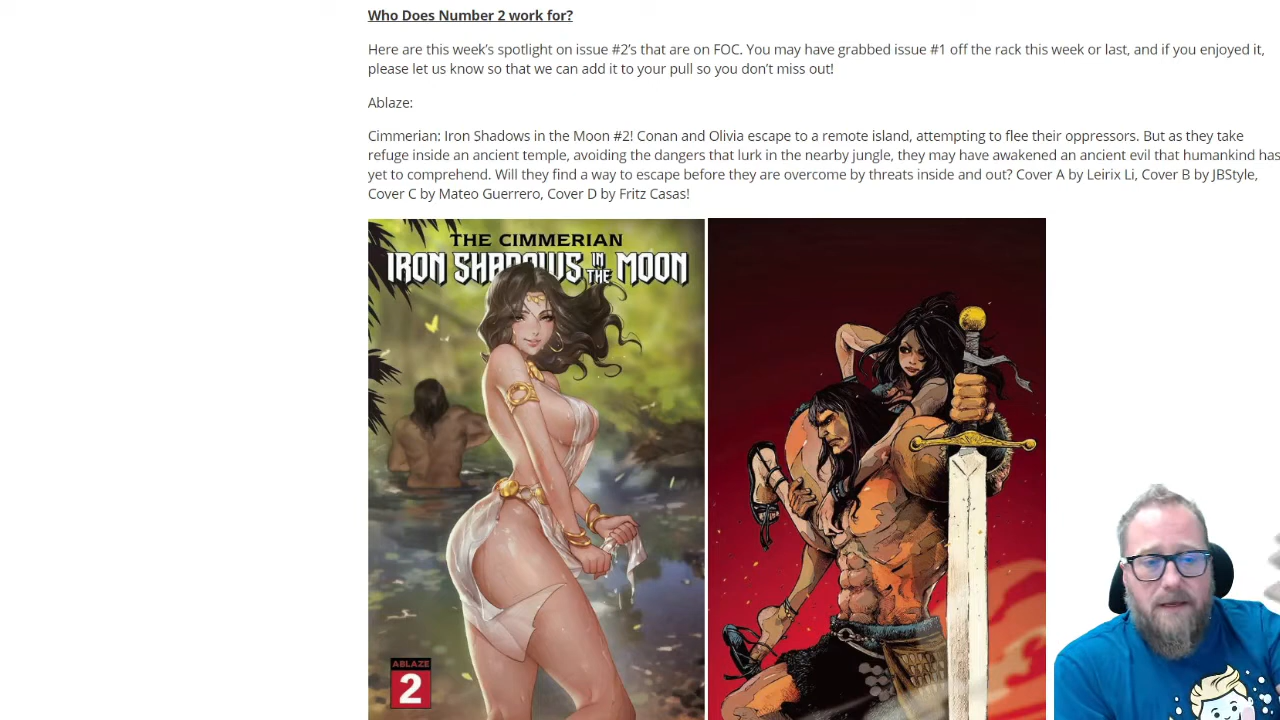 Who Does Number 2 work for?
Here are this week's spotlight on issue #2's that are on FOC. You may have grabbed issue #1 off the rack this week or last, and if you enjoyed it,
please let us know so that we can add it to your pull so you don't miss out!
Ablaze:
Cimmerian: Iron Shadows in the Moon #2! Conan and Olivia escape to a remote island, attempting to flee their oppressors. But as they take
refuge inside an ancient temple, avoiding the dangers that lurk in the nearby jungle, they may have awakened an ancient evil that humankind has
yet to comprehend. Will they find a way to escape before they are overcome by threats inside and out? Cover A by Leirix Li, Cover B by JBStyle,
Cover C by Mateo Guerrero, Cover D by Fritz Casas!
THE CIMMERIAN
IRON SHADOWS IN THE MOON
ABLAZE
2